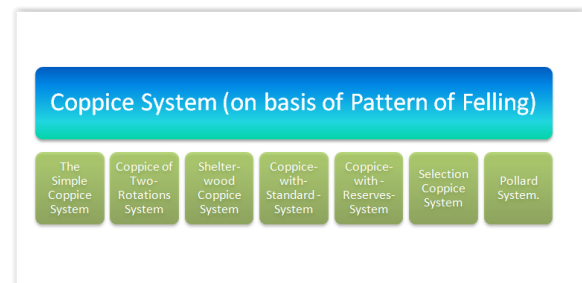 Coppice System (on basis of Pattern of Felling)
The
Simple
Coppice
System
Coppice of
Two-
Rotations
System
Shelter-
wood
Coppice
System
Coppice-
with-
Standard -
System
Coppice-
with -
Reserves-
System
Selection
Coppice
System
Pollard
System.